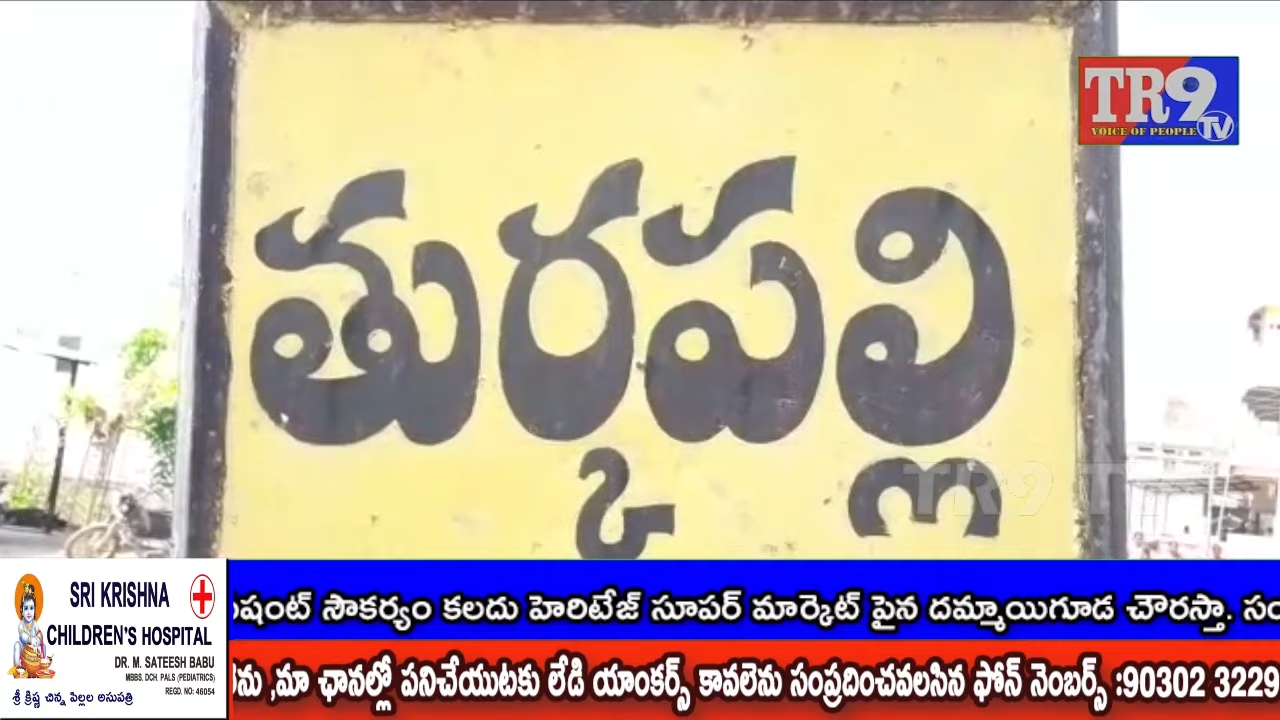 తుర్కపల్లి
TR9
VOICE OF PEOPLE TV
TR9 TV
SRI KRISHNA
CHILDREN'S HOSPITAL
DR. M. SATEESH BABU
MBBS. DCH. PALS (PEDIATRICS)
REGD. NO: 46054
శ్రీ క్రిష్ణ చిన్న పిల్లల ఆసుపత్రి
సౌకర్యం కలదు హెరిటేజ్ సూపర్ మార్కెట్ పైన దమ్మాయిగూడ చౌరస్తా.
,మా ఛానల్లో పనిచేయుటకు లేడి యాంకర్స్ కావలెను సంప్రదించవలసిన ఫోన్ నెంబర్స్ :90302 3229